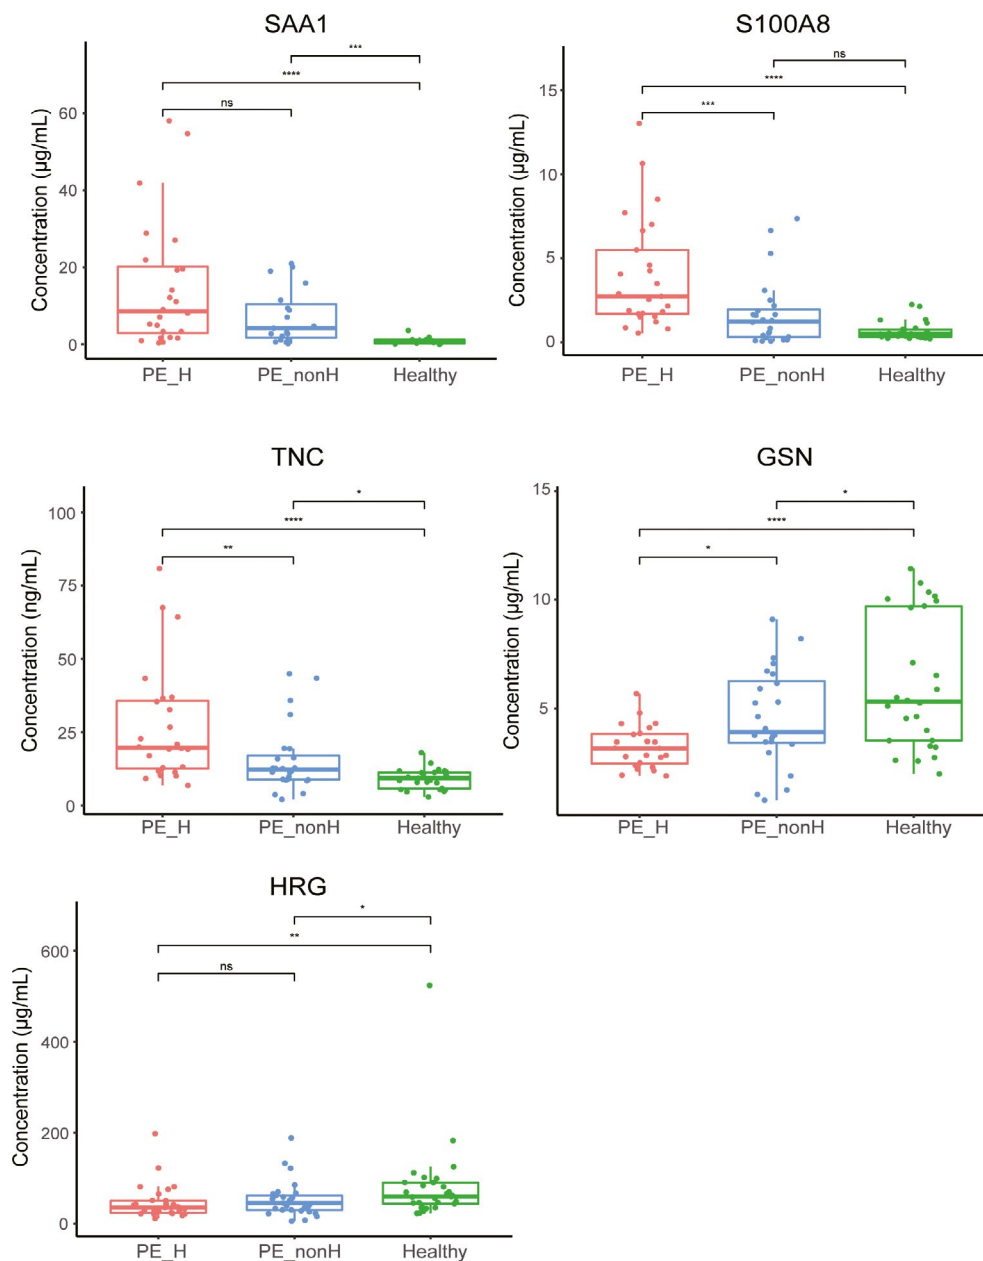 SAA1
Concentration (µg/mL)
60
40
20
0
***
****
ns
PE_H PE_nonH Healthy
S100A8
Concentration (µg/mL)
15
10
5
0
ns
****
***
PE_H PE_nonH Healthy
TNC
Concentration (ng/mL)
100
75
50
25
0
*
****
**
PE_H PE_nonH Healthy
GSN
Concentration (µg/mL)
15
10
5
*
****
*
PE_H PE_nonH Healthy
HRG
Concentration (µg/mL)
600
400
200
0
*
**
ns
PE_H PE_nonH Healthy